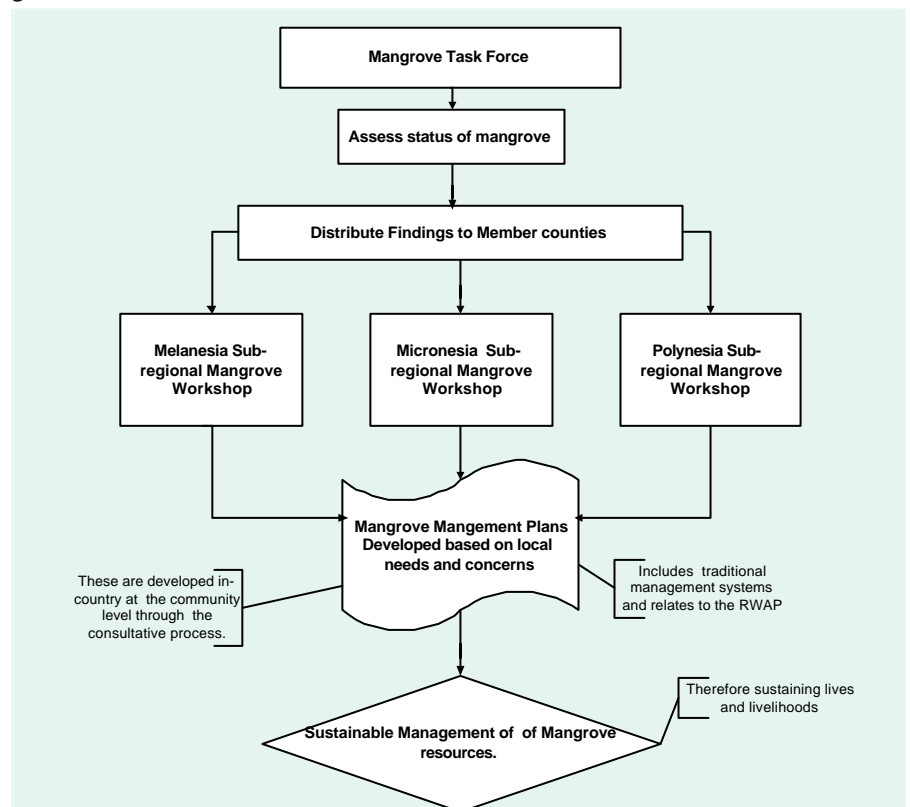 Mangrove Task Force
Assess status of mangrove
Distribute Findings to Member counties
Melanesia Sub-
regional Mangrove
Workshop
Micronesia Sub-
regional Mangrove
Workshop
Polynesia Sub-
regional Mangrove
Workshop
Mangrove Mangement Plans
Developed based on local
needs and concerns
These are developed in-
country at the community
level through the
consultative process.
Includes traditional
management systems
and relates to the RWAP
Therefore sustaining lives
and livelihoods
Sustainable Management of of Mangrove
resources.